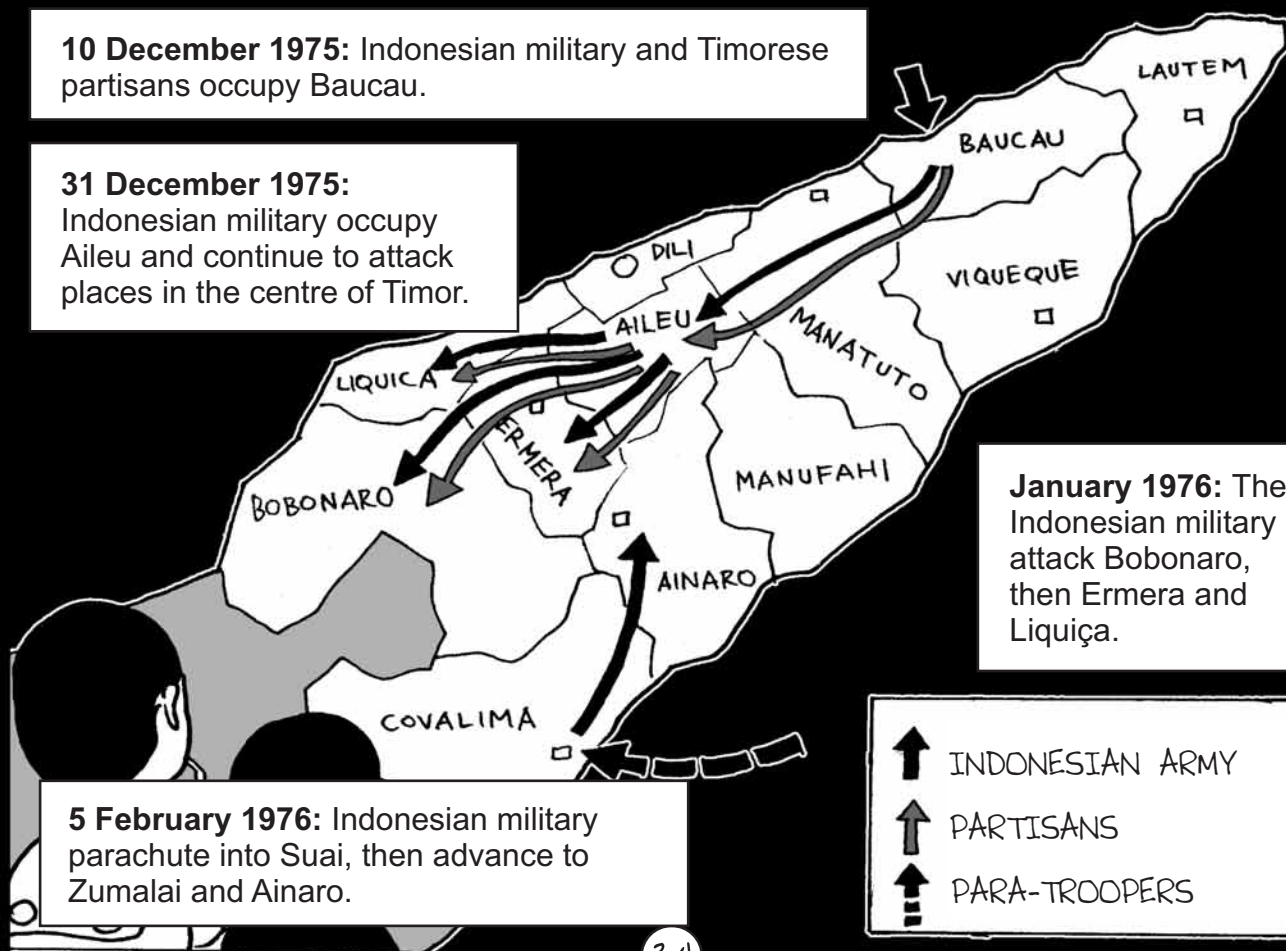 10 December 1975: Indonesian military and Timorese
partisans occupy Baucau.
31 December 1975:
Indonesian military occupy
Aileu and continue to attack
places in the centre of Timor.
LAUTEM
BAUCAU
DILI
VIQUEQUE
AILEU
MANATUTO
LIQUICA
ERMERA
MANUFAHI
BOBONARO
AINARO
COVALIMA
January 1976: The
Indonesian military
attack Bobonaro,
then Ermera and
Liquiça.
5 February 1976: Indonesian military
parachute into Suai, then advance to
Zumalai and Ainaro.
INDONESIAN ARMY
PARTISANS
PARA-TROOPERS